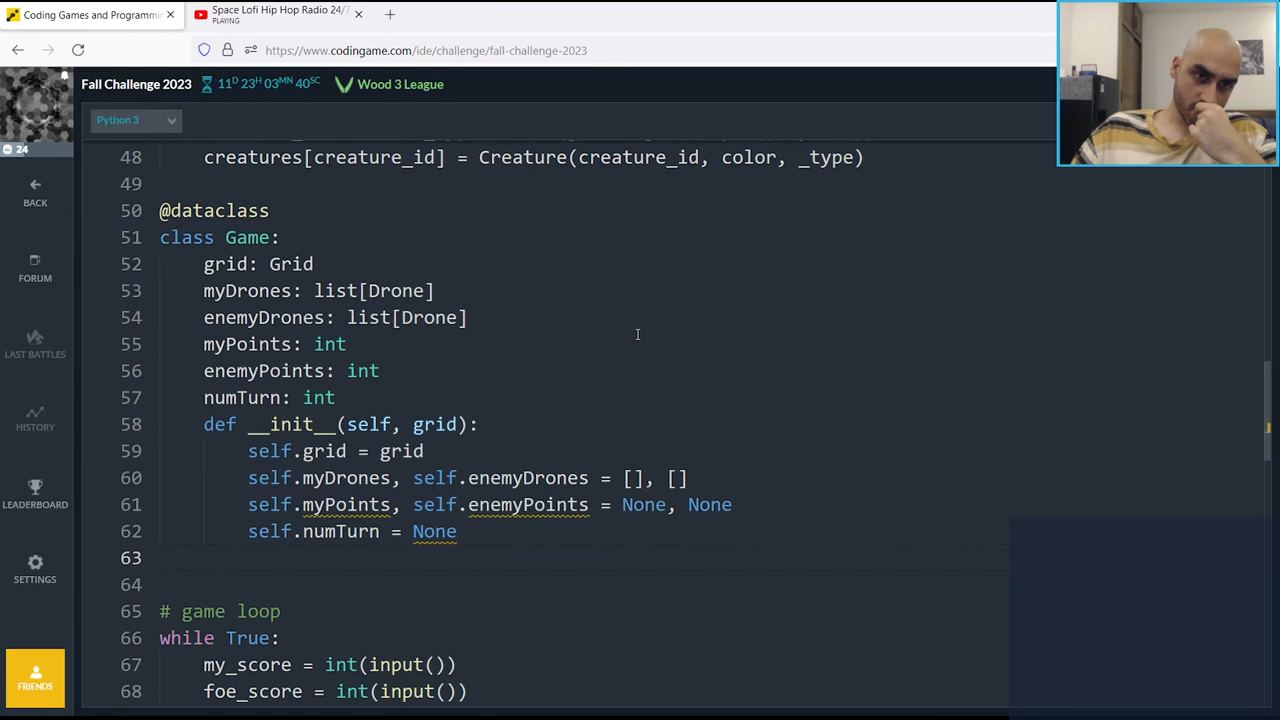 Coding Games and Programmi
Space Lofi Hip Hop Radio 24/7
PLAYING
https://www.codingame.com/ide/challenge/fall-challenge-2023
Fall Challenge 2023
11D 23H 03MN 40SC
Wood 3 League
Python 3
24
BACK
FORUM
LAST BATTLES
HISTORY
LEADERBOARD
SETTINGS
FRIENDS
48 creatures[creature_id] = Creature(creature_id, color, _type)
49
50 @dataclass
51 class Game:
52 grid: Grid
53 myDrones: list[Drone]
54 enemyDrones: list[Drone]
55 myPoints: int
56 enemyPoints: int
57 numTurn: int
58 def __init__(self, grid):
59 self.grid = grid
60 self.myDrones, self.enemyDrones = [], []
61 self.myPoints, self.enemyPoints = None, None
62 self.numTurn = None
63
64
65 # game loop
66 while True:
67 my_score = int(input())
68 foe_score = int(input())